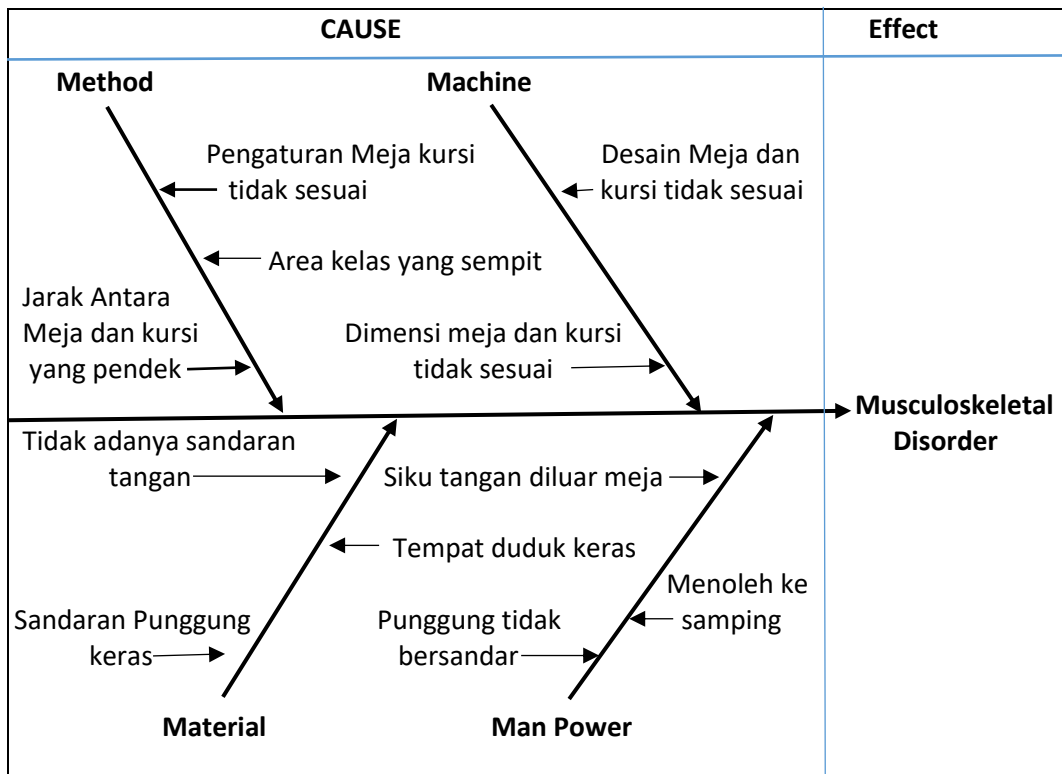 CAUSE
Effect
Method
Machine
Pengaturan Meja kursi
tidak sesuai
Desain Meja dan
kursi tidak sesuai
Area kelas yang sempit
Jarak Antara
Meja dan kursi
yang pendek
Dimensi meja dan kursi
tidak sesuai
Musculoskeletal
Disorder
Tidak adanya sandaran
tangan
Siku tangan diluar meja
Tempat duduk keras
Menoleh ke
samping
Sandaran Punggung
keras
Punggung tidak
bersandar
Material
Man Power